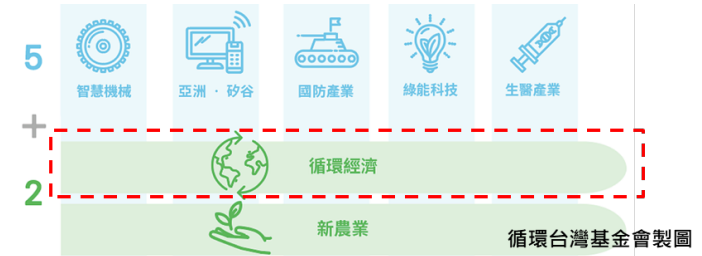 5
智慧機械
亞洲 · 矽谷
國防產業
綠能科技
生醫產業
+
2
循環經濟
新農業
循環台灣基金會製圖